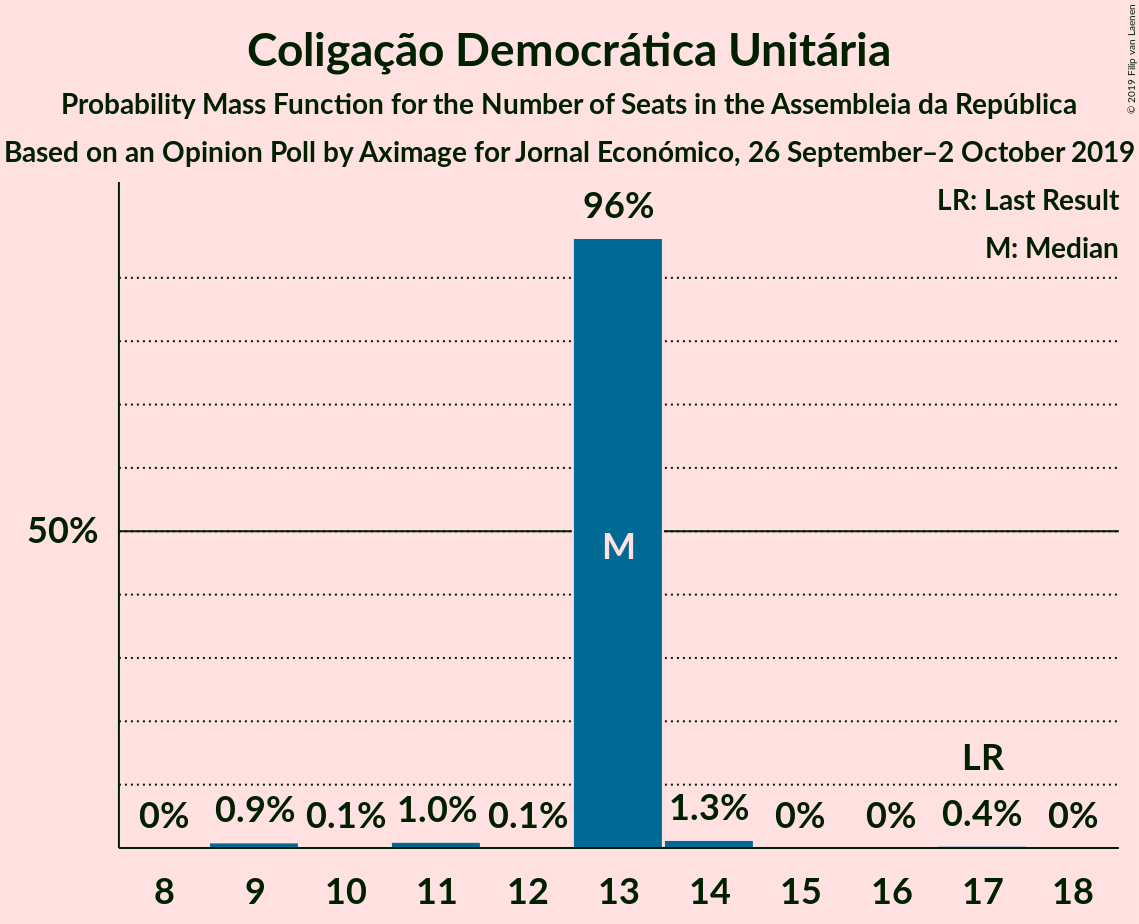 Coligação Democrática Unitária
Probability Mass Function for the Number of Seats in the Assembleia da República
Based on an Opinion Poll by Aximage for Jornal Económico, 26 September–2 October 2019
© 2019 Filip van Laenen
LR: Last Result
M: Median
96%
50%
M
LR
0% 0.9% 0.1% 1.0% 0.1% 1.3% 0% 0% 0.4% 0%
8 9 10 11 12 13 14 15 16 17 18